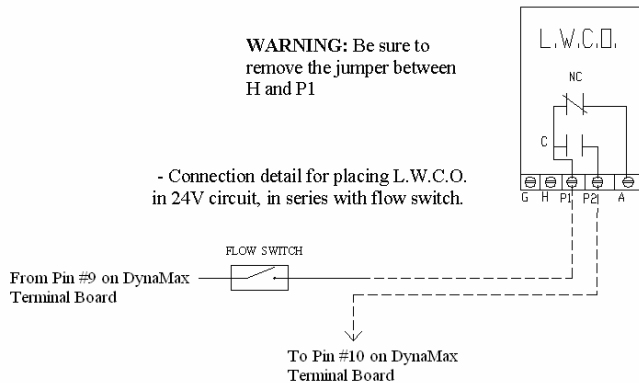 WARNING: Be sure to
remove the jumper between
H and P1
L.W.C.O.
NC
C
G H P1 P2 A
- Connection detail for placing L.W.C.O.
in 24V circuit, in series with flow switch.
FLOW SWITCH
From Pin #9 on DynaMax
Terminal Board
To Pin #10 on DynaMax
Terminal Board